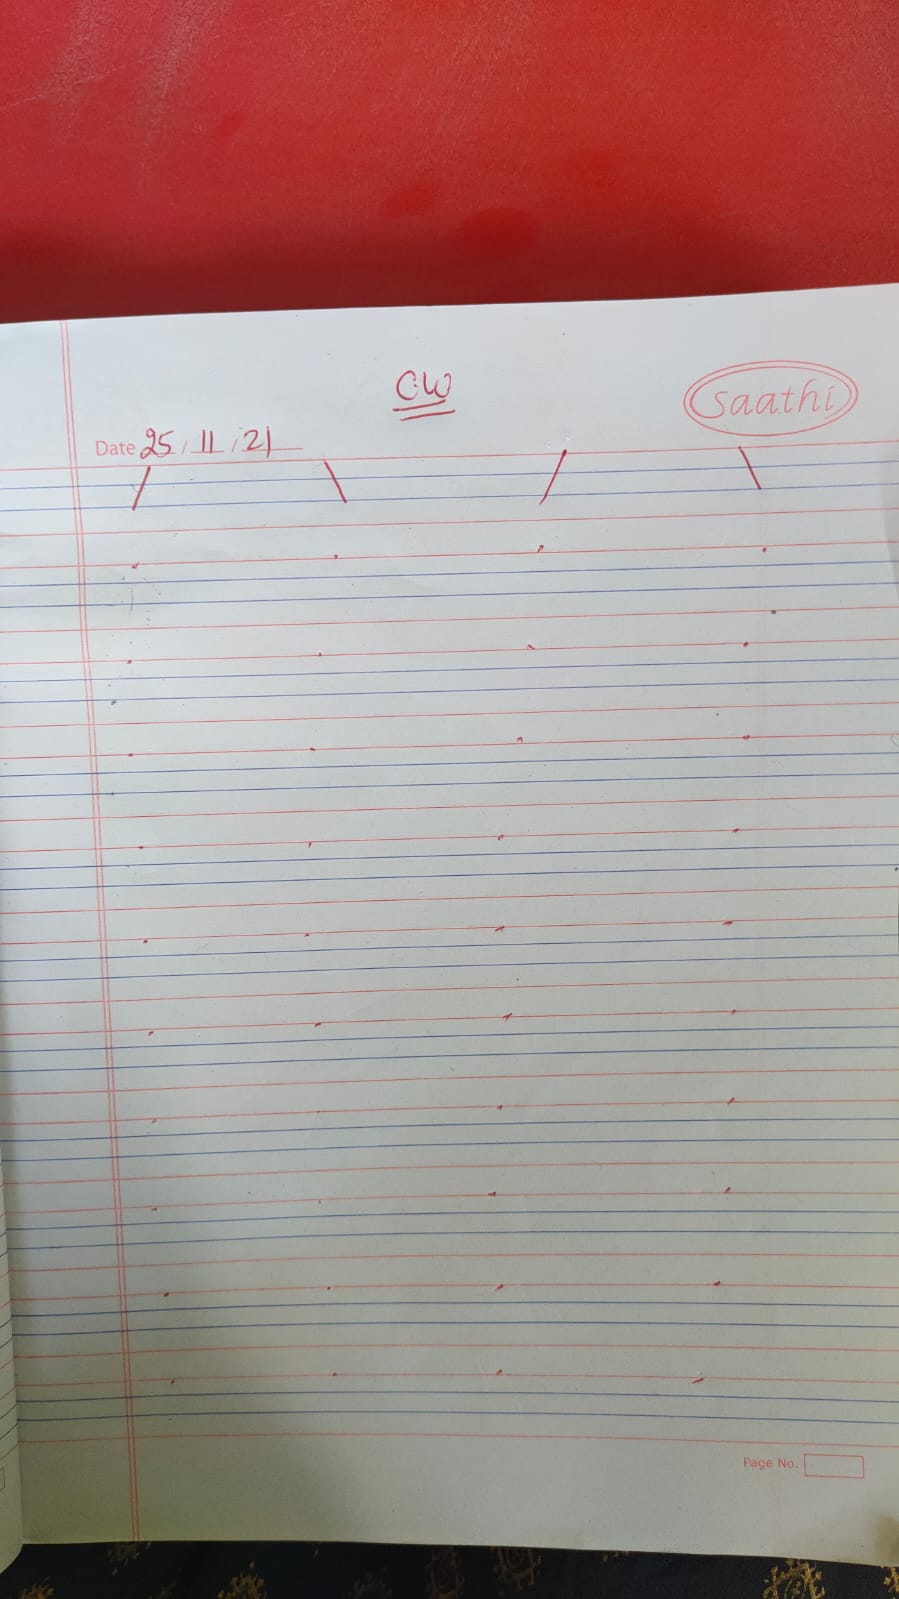 CW
Saathi
Date 25/11/21
/ \ / \
Page No.